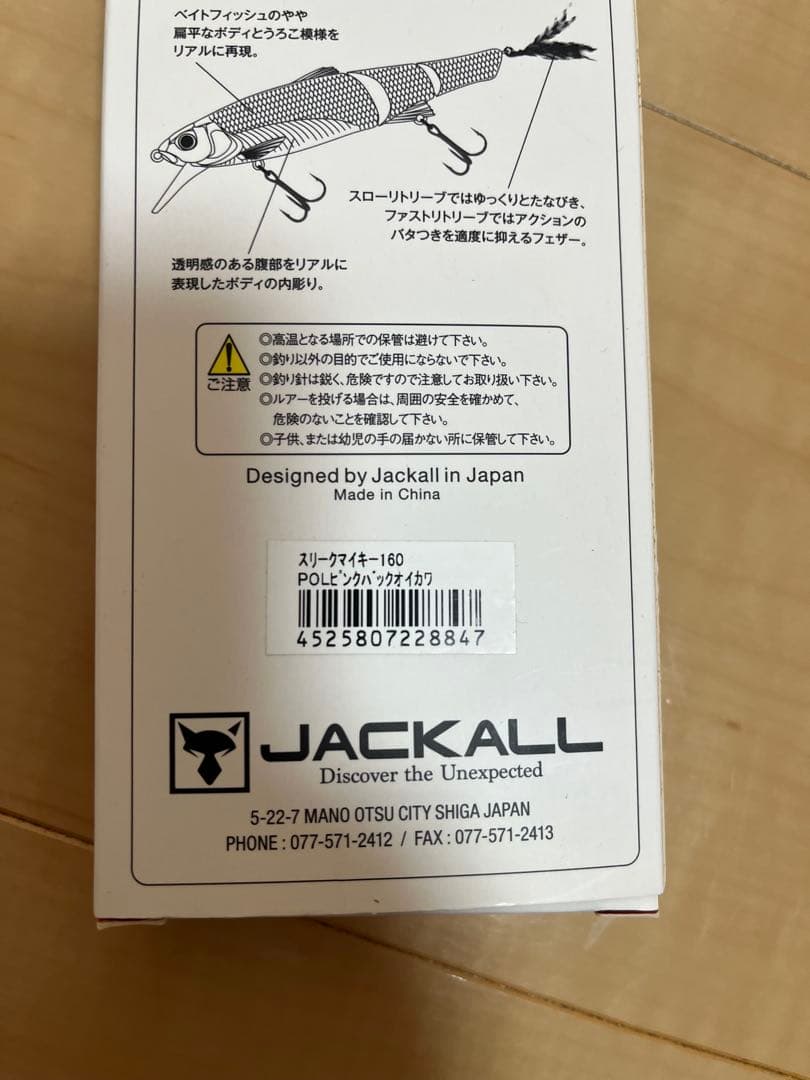 ベイトフィッシュのやや
扁平なボディとうろこ模様を
リアルに再現。
スローリトリーブではゆっくりとたなびき、
ファストリトリーブではアクションの
バタつきを適度に抑えるフェザー。
透明感のある腹部をリアルに
表現したボディの内彫り。
ご注意
◎高温となる場所での保管は避けて下さい。
◎釣り以外の目的でご使用にならないで下さい。
◎釣り針は鋭く、危険ですので注意してお取り扱い下さい。
◎ルアーを投げる場合は、周囲の安全を確かめて、
危険のないことを確認して下さい。
◎子供、または幼児の手の届かない所に保管して下さい。
Designed by Jackall in Japan
Made in China
スリークマイキー160
POLﾋﾟﾝｸﾊﾞｯｸオイカワ
4525807228847
JACKALL
Discover the Unexpected
5-22-7 MANO OTSU CITY SHIGA JAPAN
PHONE : 077-571-2412 / FAX : 077-571-2413